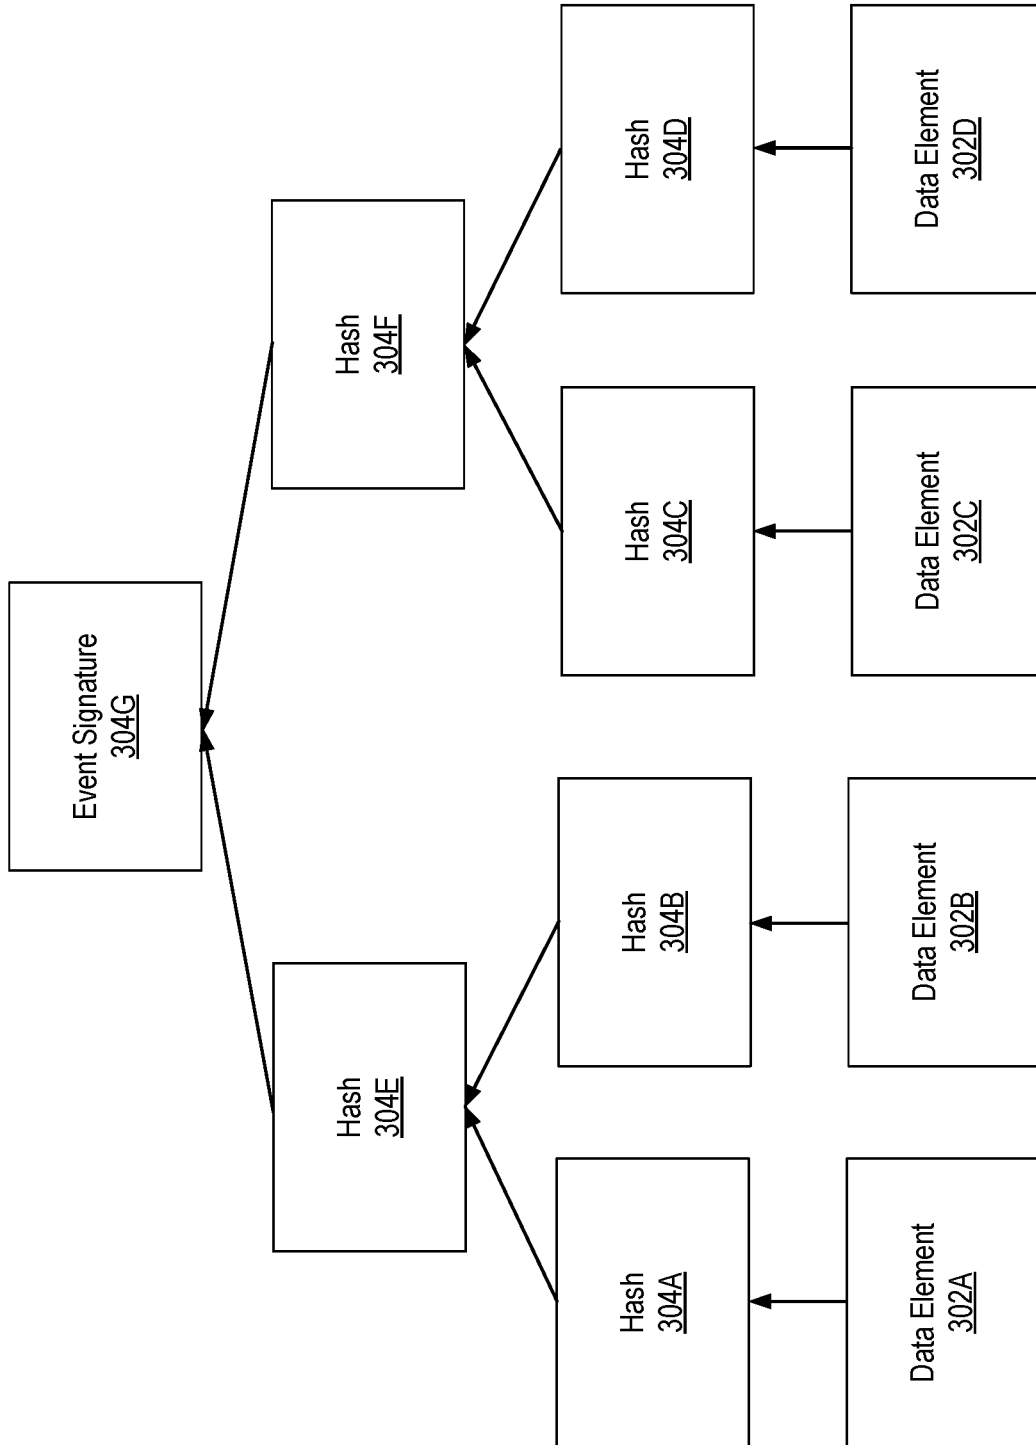 Event Signature
304G
Hash
304E
Hash
304F
Hash
304A
Hash
304B
Hash
304C
Hash
304D
Data Element
302A
Data Element
302B
Data Element
302C
Data Element
302D